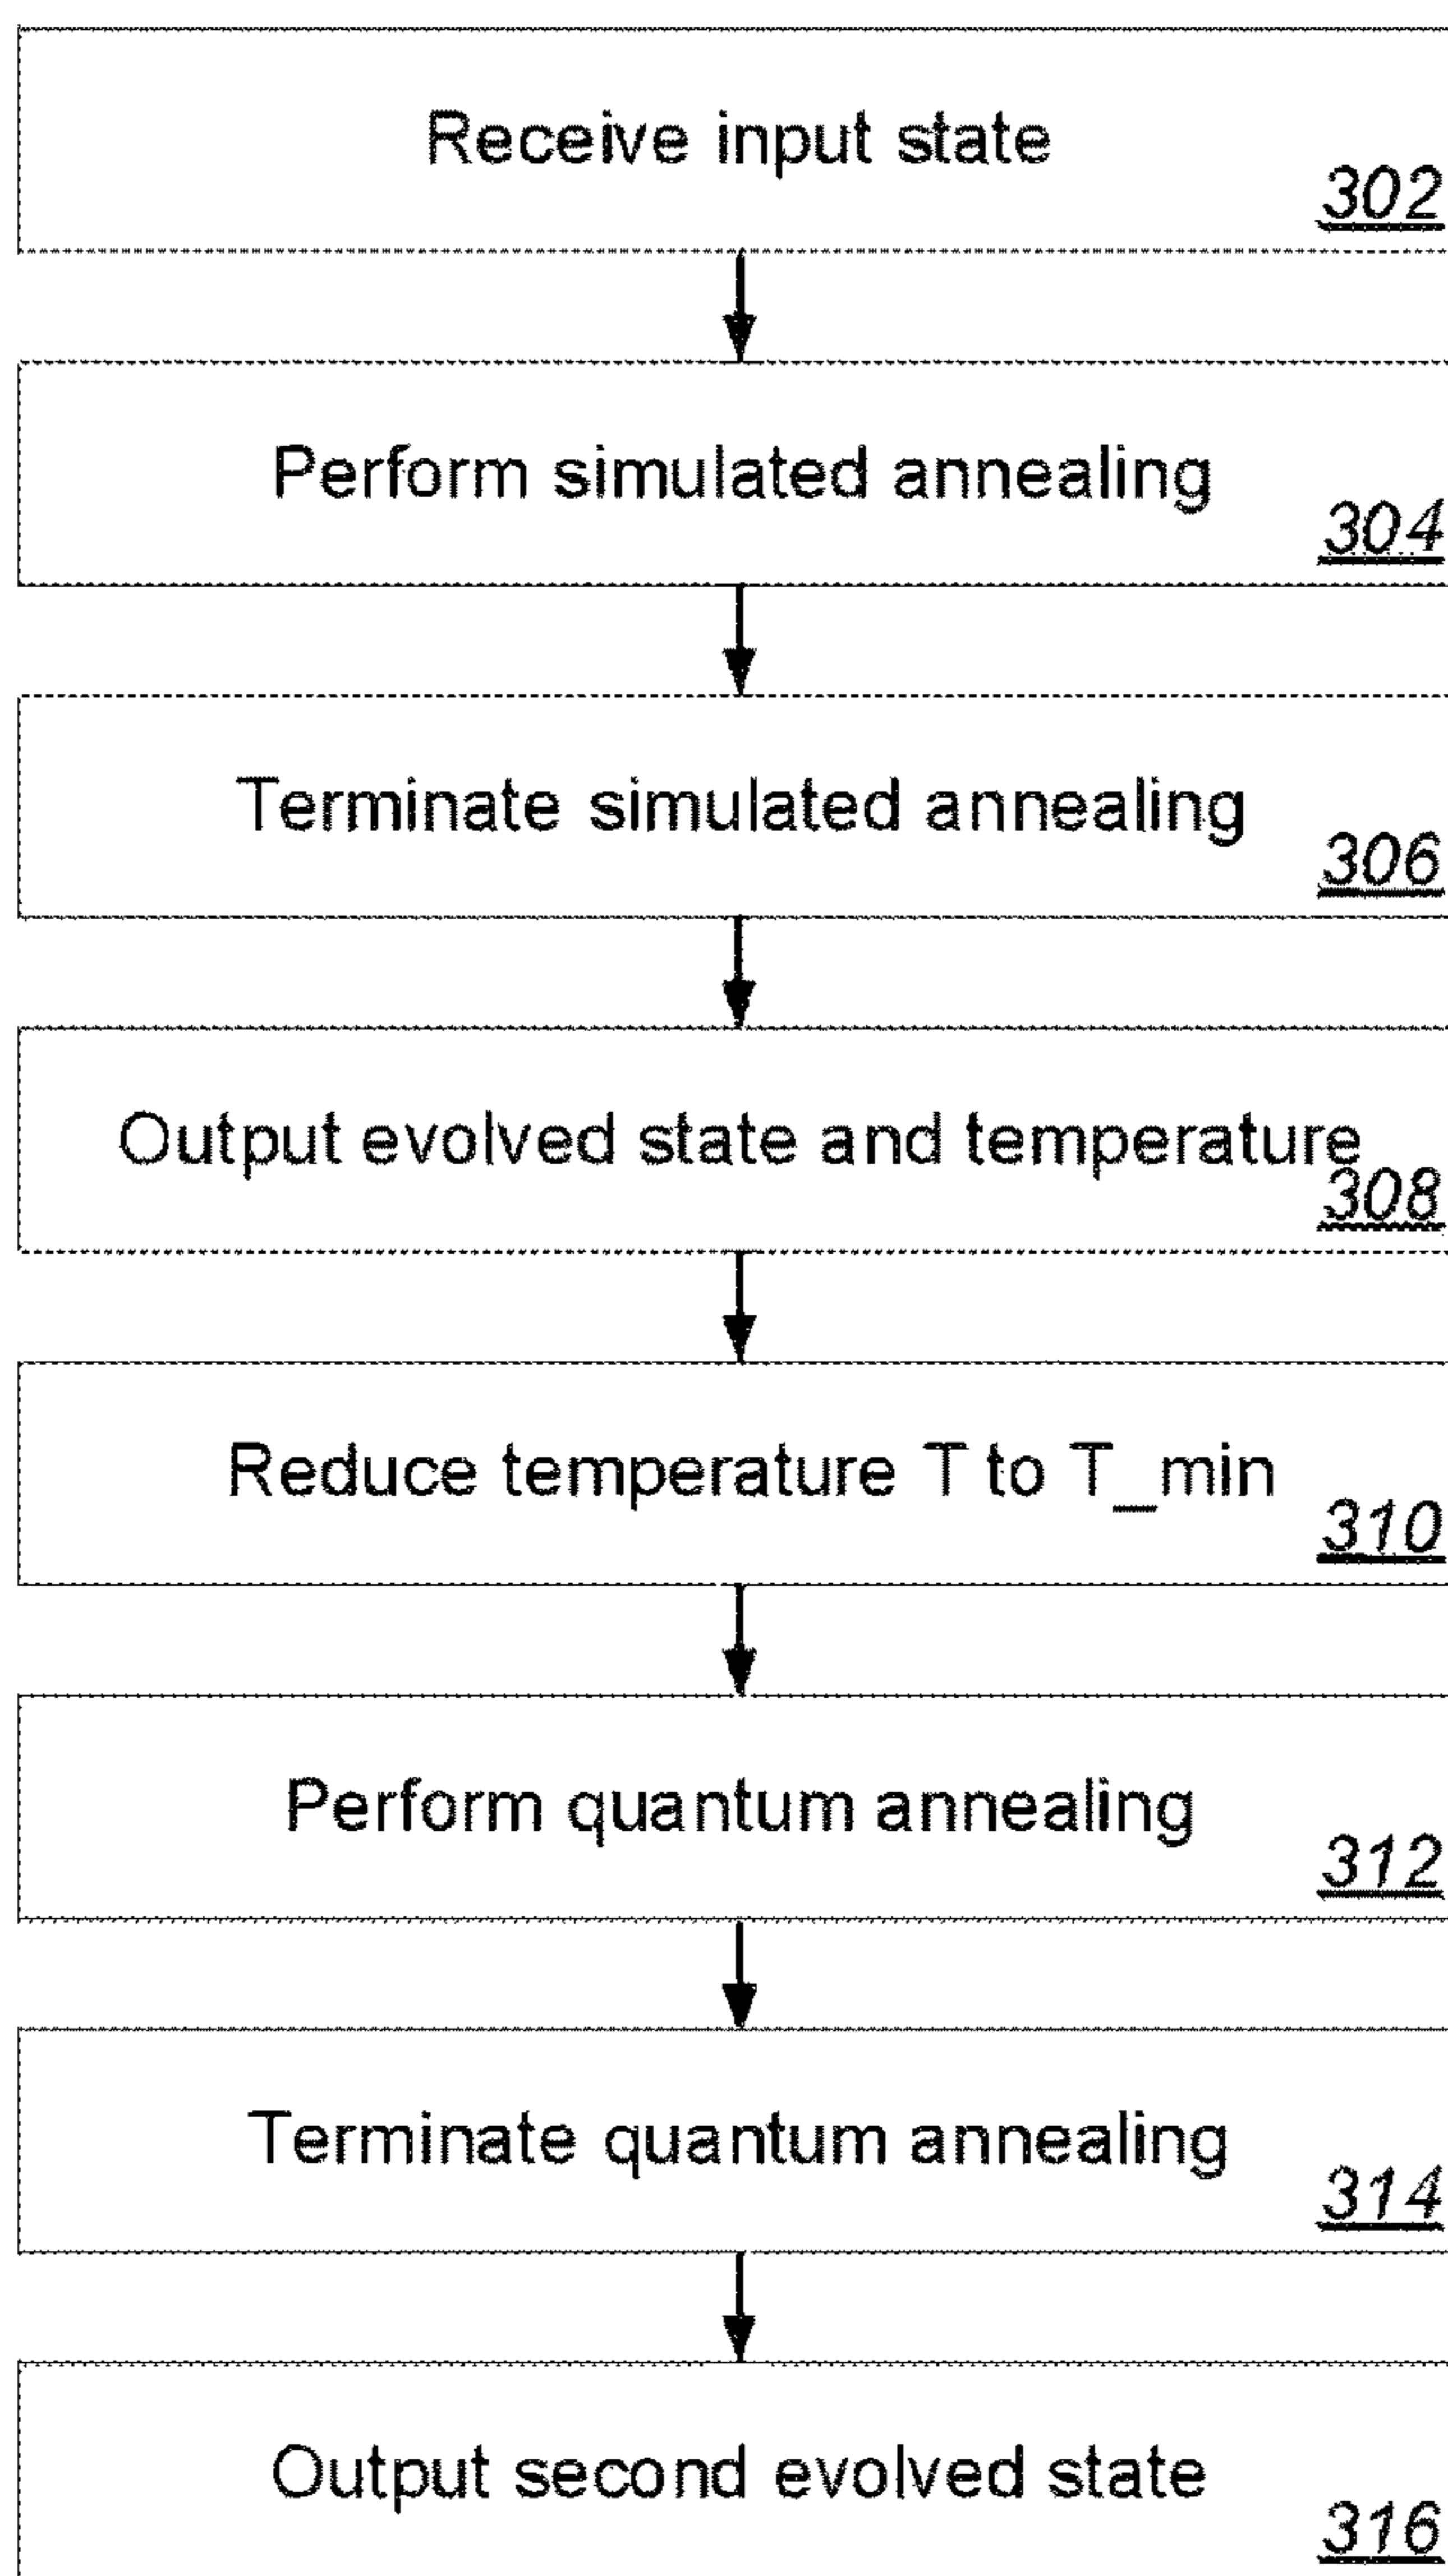 Receive input state
302
Perform simulated annealing
304
Terminate simulated annealing
306
Output evolved state and temperature
308
Reduce temperature T to T_min
310
Perform quantum annealing
312
Terminate quantum annealing
314
Output second evolved state
316